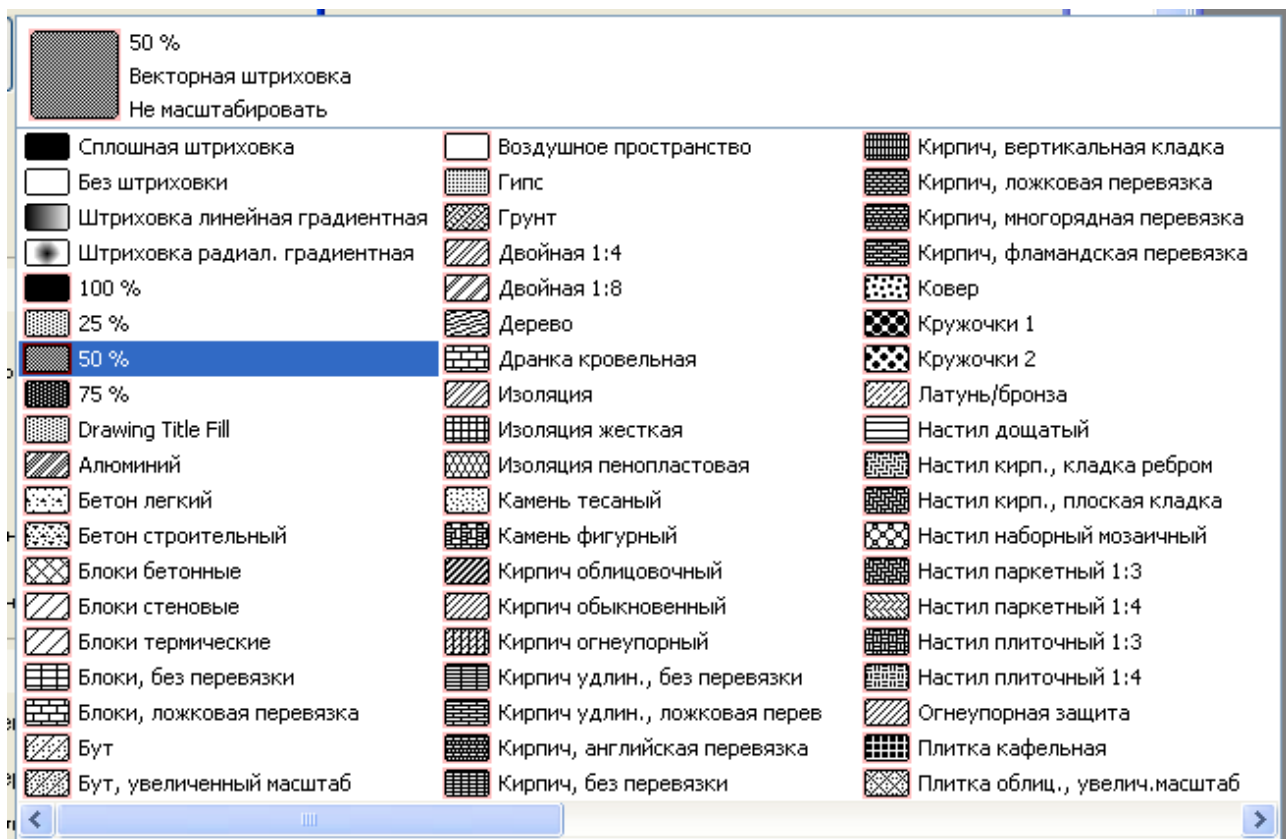 50 %
Векторная штриховка
Не масштабировать
Сплошная штриховка
Без штриховки
Штриховка линейная градиентная
Штриховка радиал. градиентная
100 %
25 %
50 %
75 %
Drawing Title Fill
Алюминий
Бетон легкий
Бетон строительный
Блоки бетонные
Блоки стеновые
Блоки термические
Блоки, без перевязки
Блоки, ложковая перевязка
Бут
Бут, увеличенный масштаб
Воздушное пространство
Гипс
Грунт
Двойная 1:4
Двойная 1:8
Дерево
Дранка кровельная
Изоляция
Изоляция жесткая
Изоляция пенопластовая
Камень тесаный
Камень фигурный
Кирпич облицовочный
Кирпич обыкновенный
Кирпич огнеупорный
Кирпич удлин., без перевязки
Кирпич удлин., ложковая перев
Кирпич, английская перевязка
Кирпич, без перевязки
Кирпич, вертикальная кладка
Кирпич, ложковая перевязка
Кирпич, многорядная перевязка
Кирпич, фламандская перевязка
Ковер
Кружочки 1
Кружочки 2
Латунь/бронза
Настил дощатый
Настил кирп., кладка ребром
Настил кирп., плоская кладка
Настил наборный мозаичный
Настил паркетный 1:3
Настил паркетный 1:4
Настил плиточный 1:3
Настил плиточный 1:4
Огнеупорная защита
Плитка кафельная
Плитка облиц., увелич.масштаб